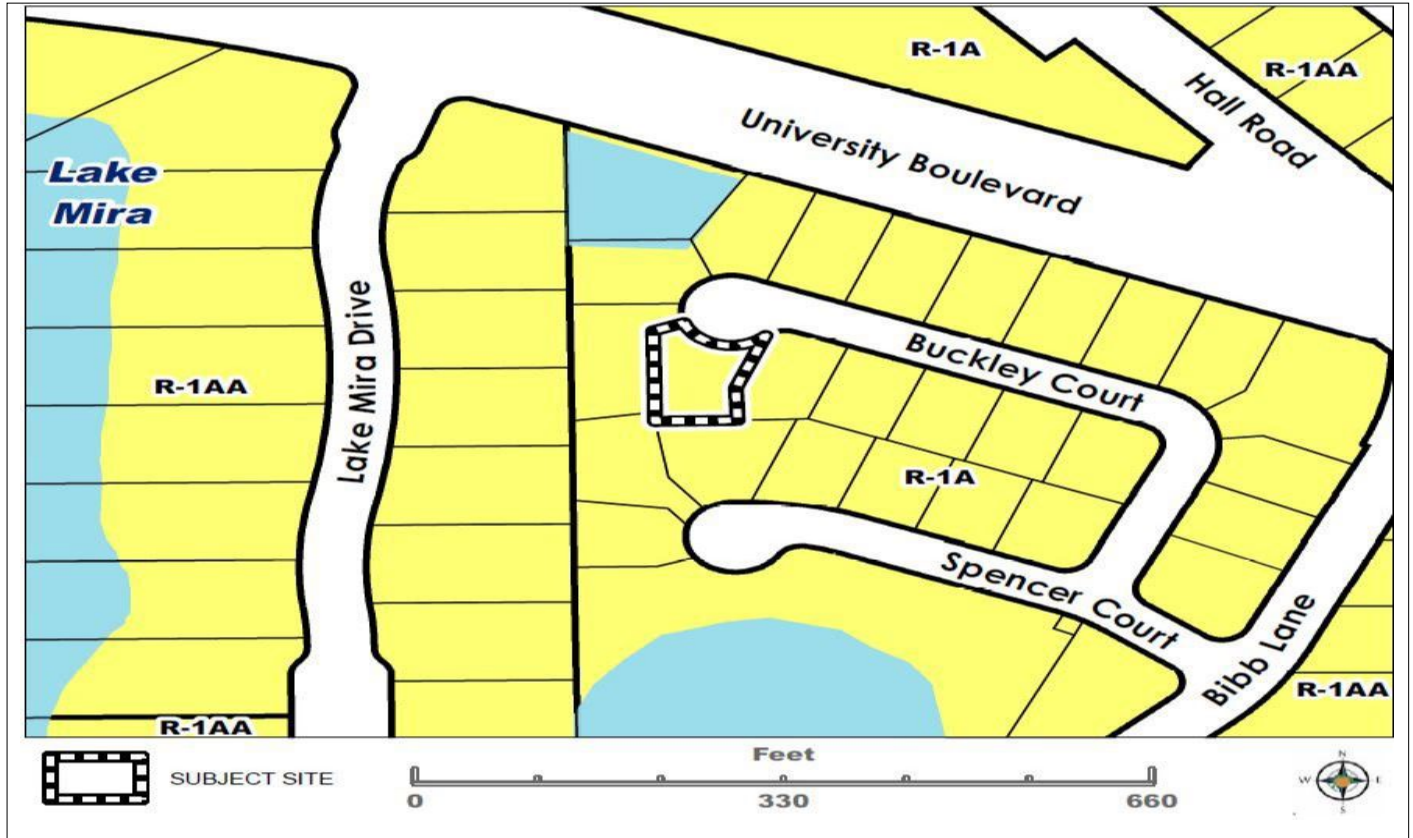 R-1A
R-1AA
Hall Road
University Boulevard
Lake
Mira
Lake Mira Drive
Buckley Court
R-1AA
R-1A
Spencer Court
Bibb Lane
R-1AA
R-1AA
SUBJECT SITE
Feet
0
330
660
N
W
E
S